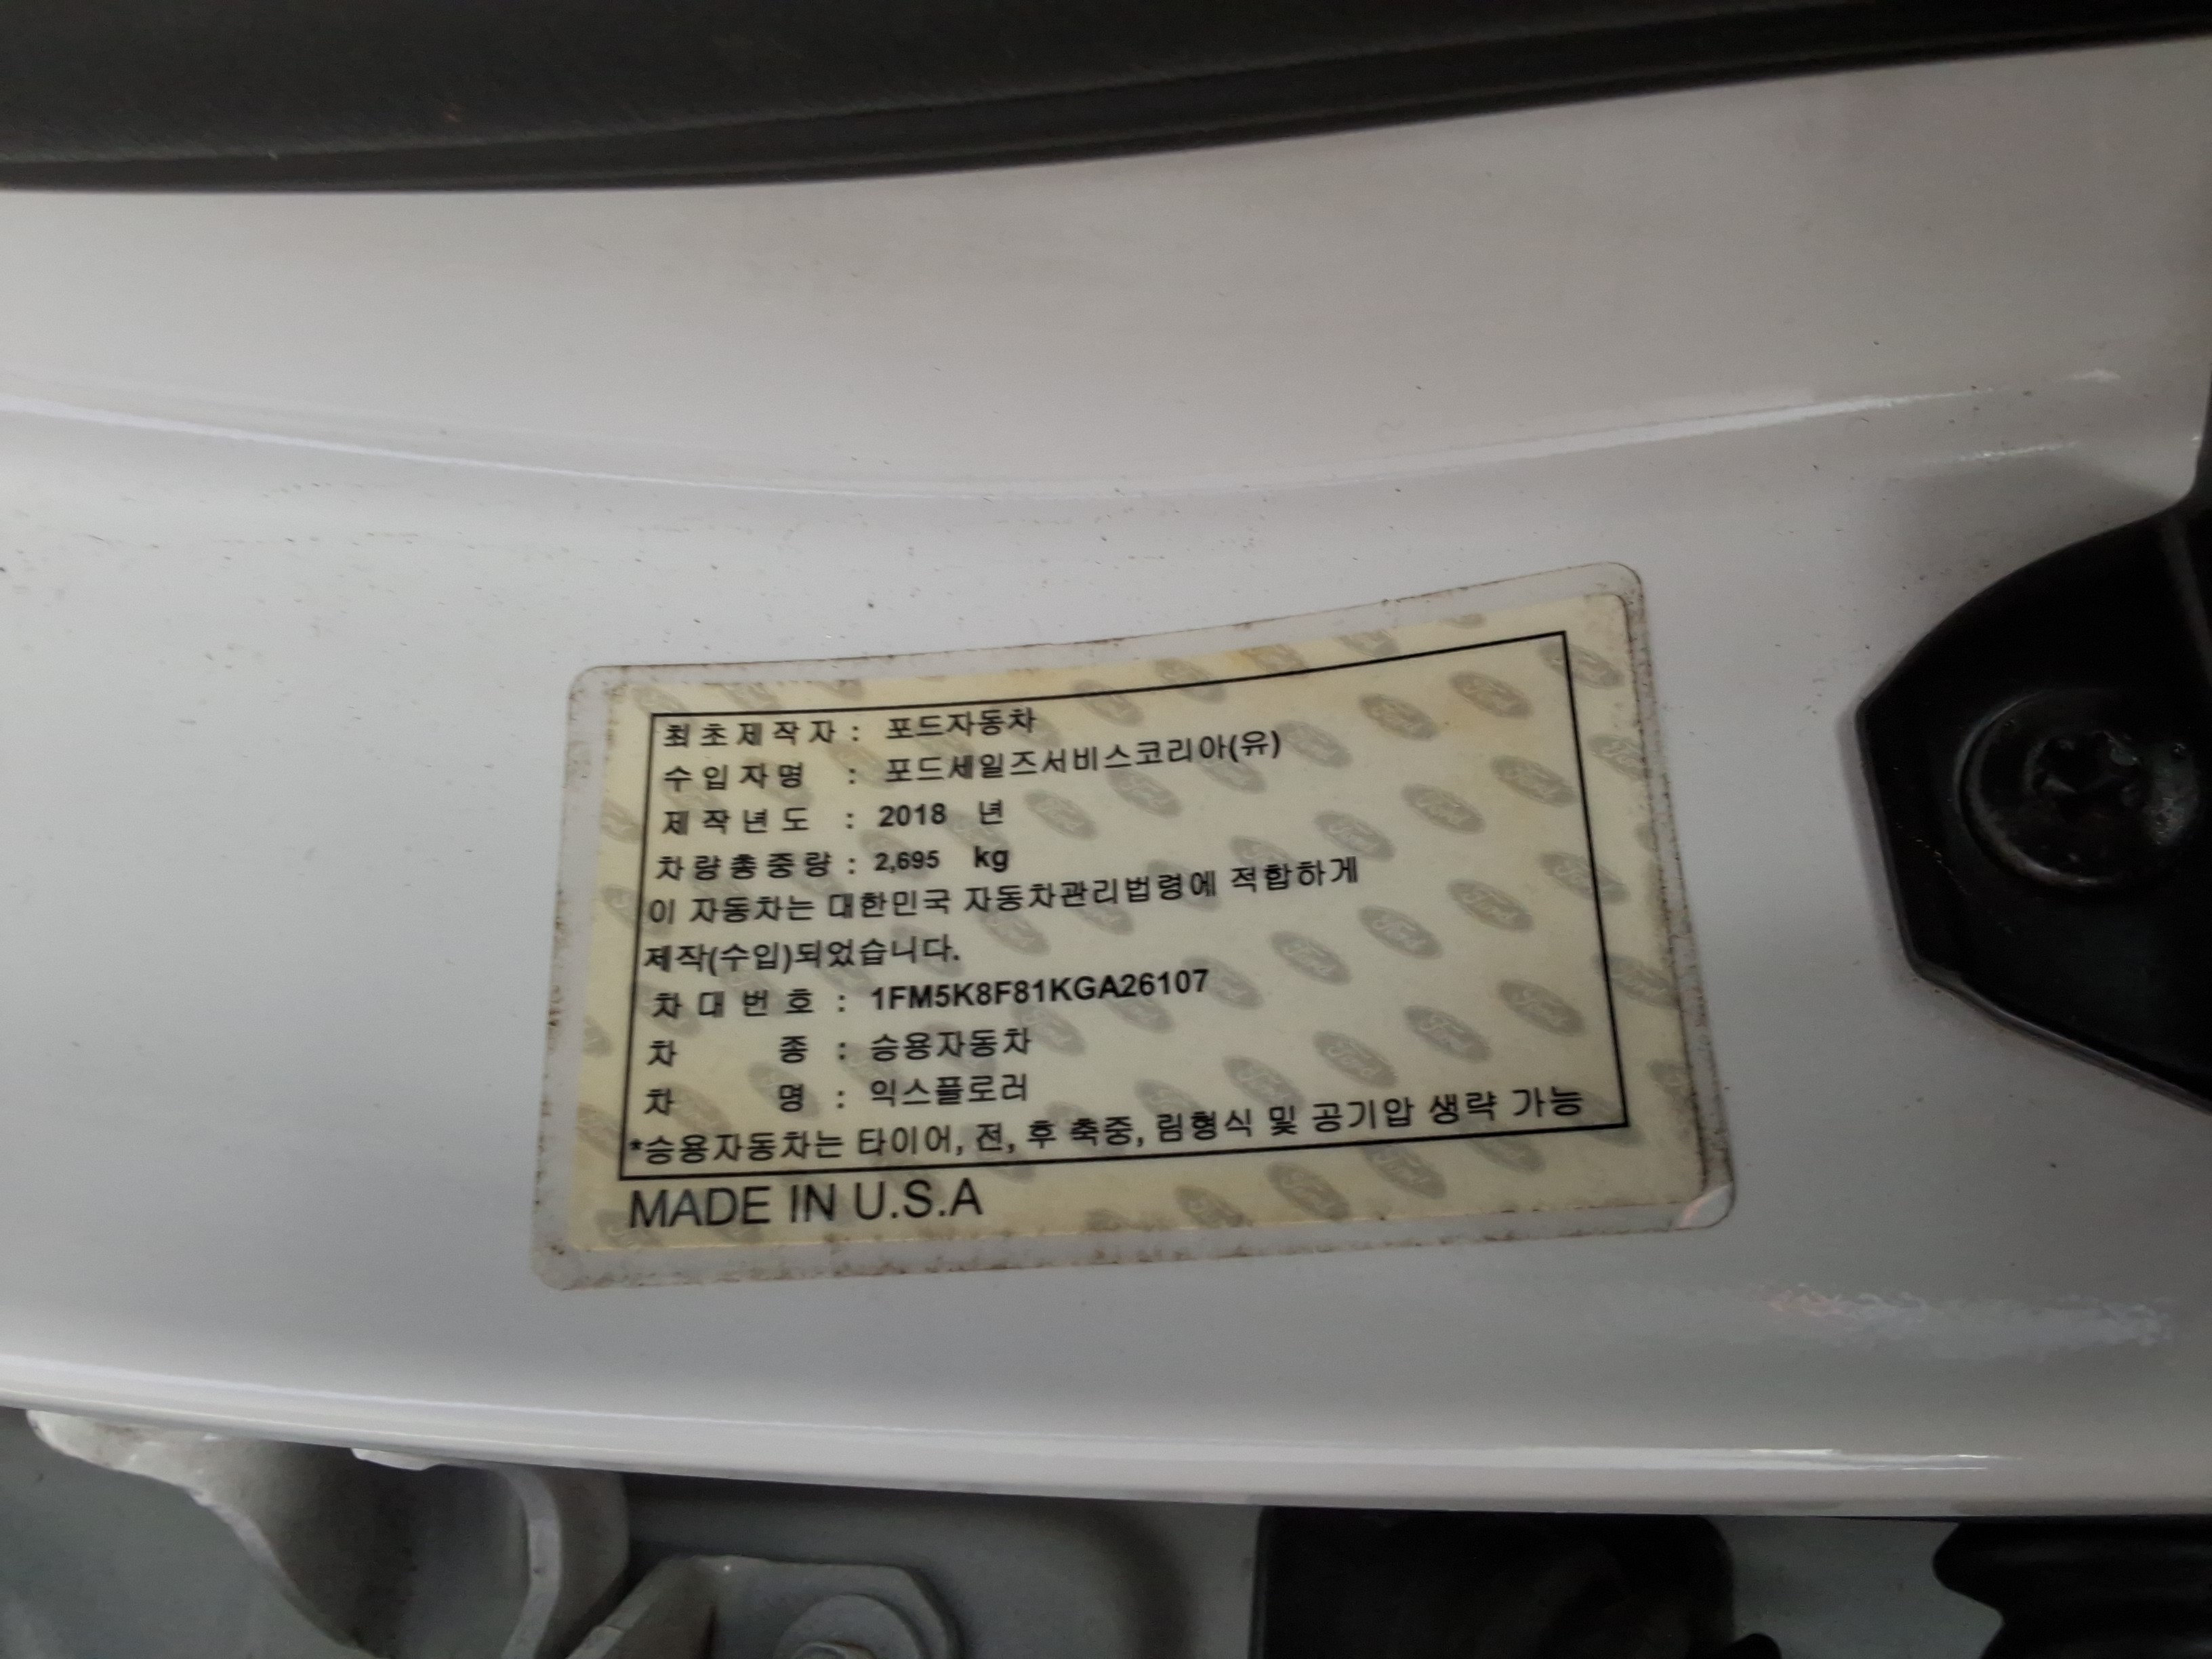 최초제작자 : 포드자동차
수입자명 : 포드세일즈서비스코리아(유)
제작년도 : 2018 년
차량총중량 : 2,695 kg
이 자동차는 대한민국 자동차관리법령에 적합하게
제작(수입)되었습니다.
차대번호 : 1FM5K8F81KGA26107
차 종 : 승용자동차
차 명 : 익스플로러
*승용자동차는 타이어, 전, 후 축중, 림형식 및 공기압 생략 가능
MADE IN U.S.A